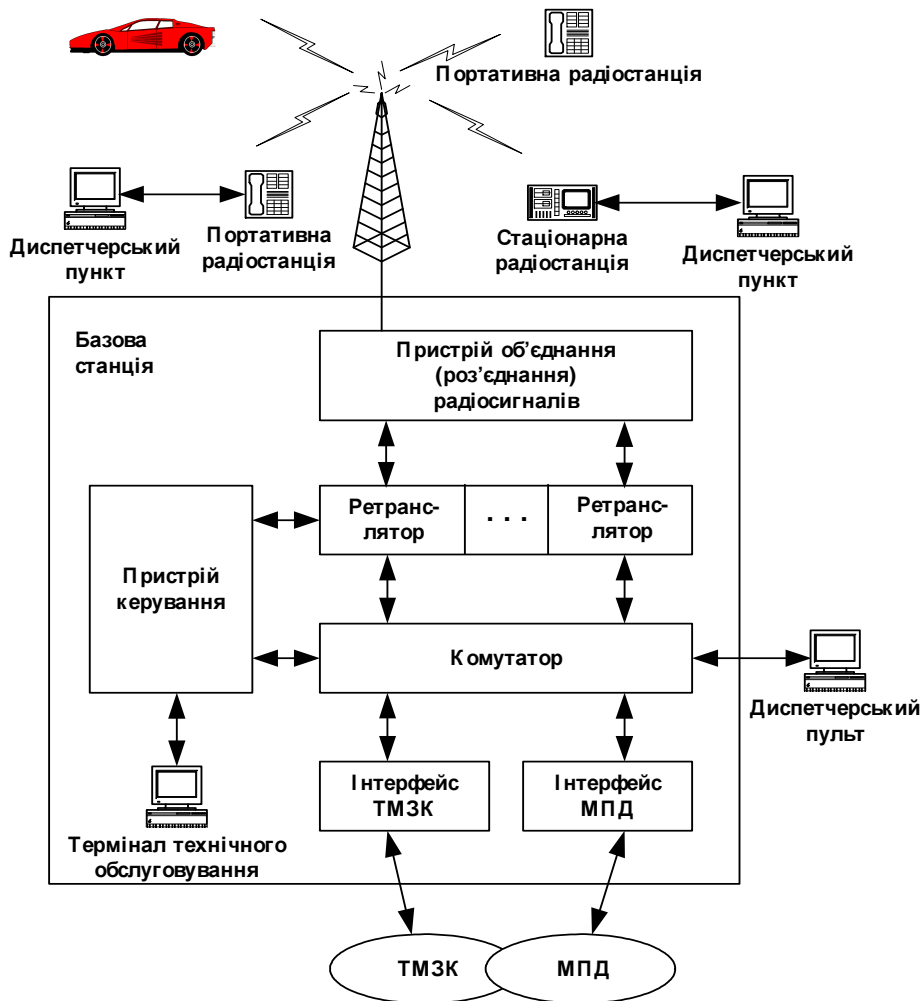 Портативна радіостанція
Диспетчерський
пункт
Портативна
радіостанція
Стаціонарна
радіостанція
Диспетчерський
пункт
Базова
станція
Пристрій об’єднання
(роз’єднання)
радіосигналів
Ретранс-
лятор
. . .
Ретранс-
лятор
Пристрій
керування
Комутатор
Диспетчерський
пульт
Інтерфейс
ТМЗК
Інтерфейс
МПД
Термінал технічного
обслуговування
ТМЗК
МПД